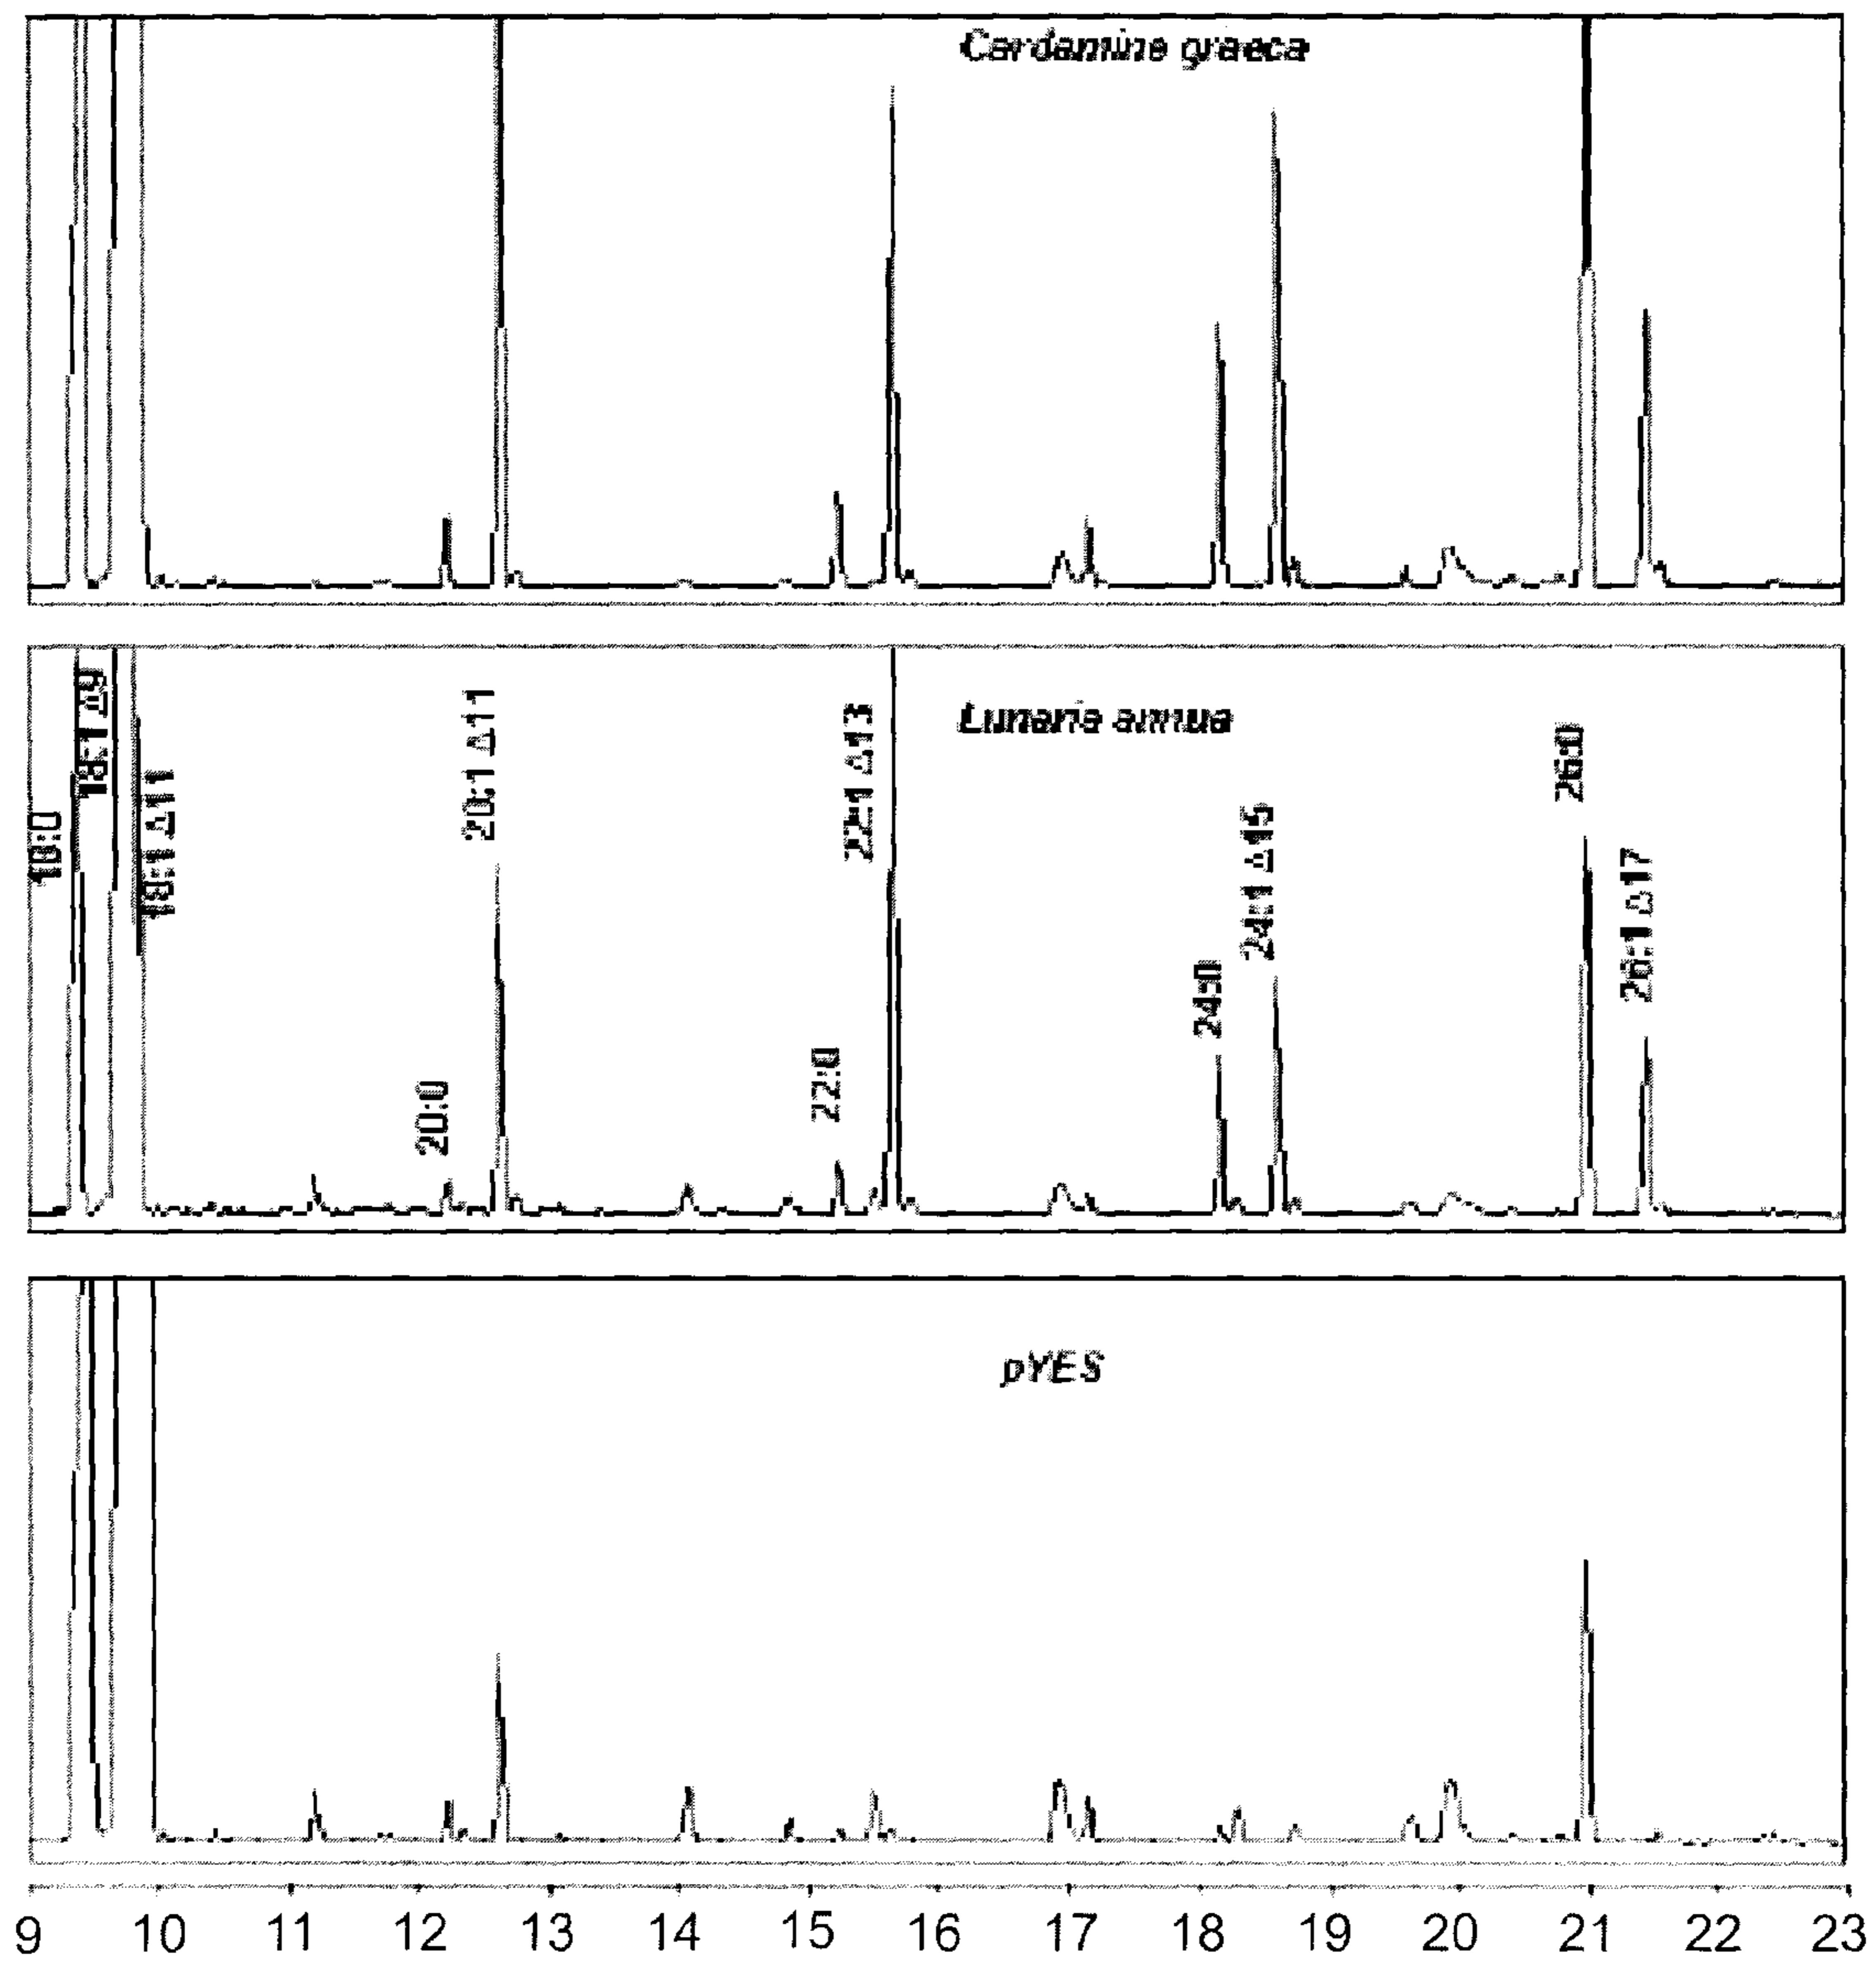 Cardamine graeca
18:0
18:1 Δ9
18:1 Δ11
20:0
20:1 Δ11
22:0
22:1 Δ13
Lunaria annua
24:0
24:1 Δ15
26:0
26:1 Δ17
pYES
9 10 11 12 13 14 15 16 17 18 19 20 21 22 23